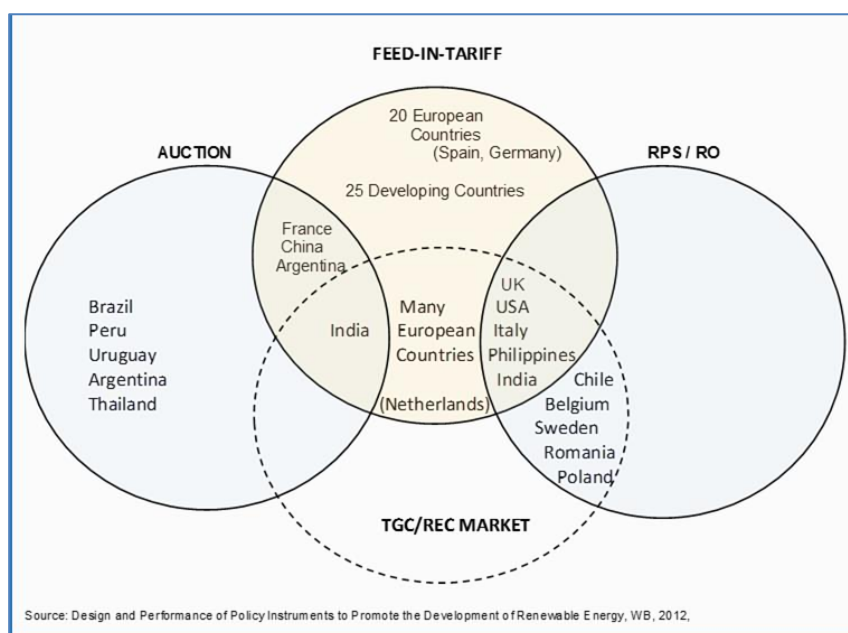 FEED-IN-TARIFF
20 European
Countries
(Spain, Germany)
AUCTION
RPS / RO
25 Developing Countries
France
China
Argentina
Brazil
Peru
Uruguay
Argentina
Thailand
India
Many
European
Countries
(Netherlands)
UK
USA
Italy
Philippines
India
Chile
Belgium
Sweden
Romania
Poland
TGC/REC MARKET
Source: Design and Performance of Policy Instruments to Promote the Development of Renewable Energy, WB, 2012,